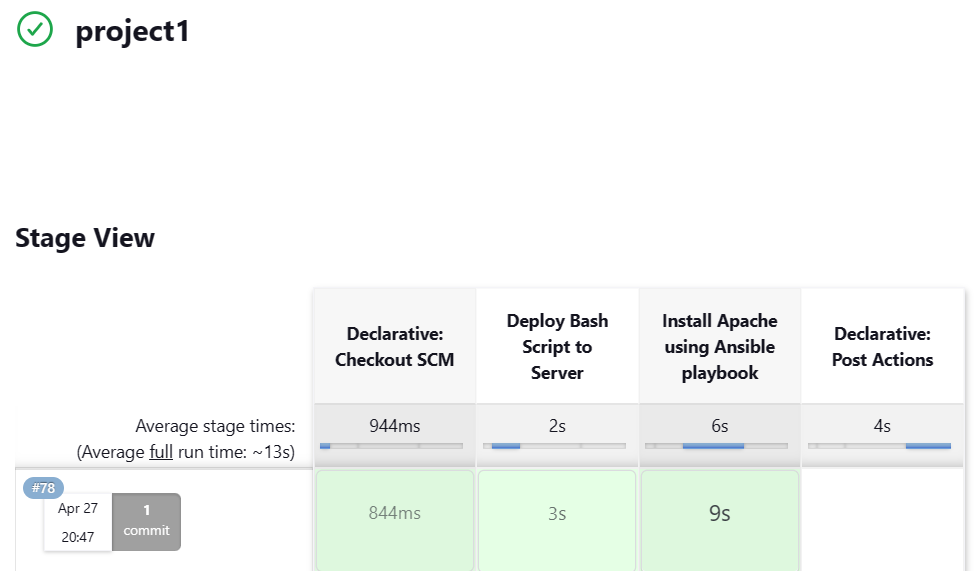 project1
Stage View
Declarative:
Checkout SCM
Deploy Bash
Script to
Server
Install Apache
using Ansible
playbook
Declarative:
Post Actions
Average stage times:
(Average full run time: ~13s)
944ms
2s
6s
4s
#78
Apr 27
20:47
1
commit
844ms
3s
9s